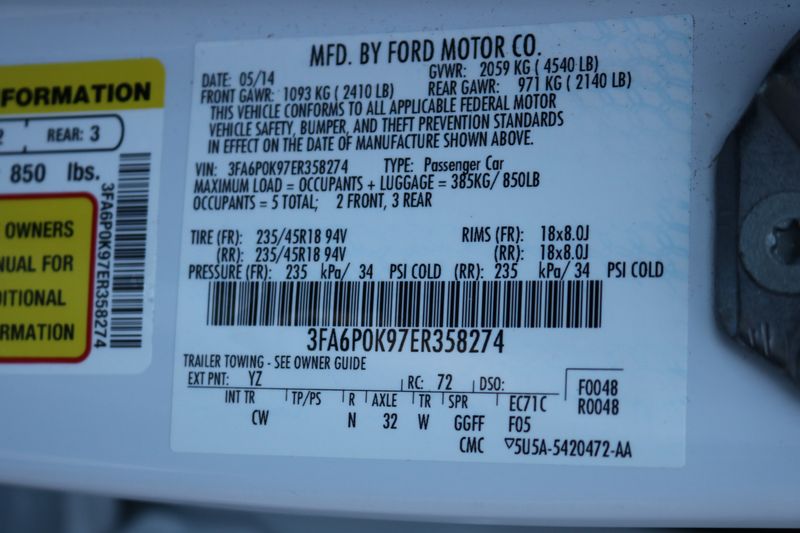 FORMATION
2 REAR: 3
850 lbs.
OWNERS
NUAL FOR
DITIONAL
ORMATION
3FA6P0K97ER358274
MFD. BY FORD MOTOR CO.
DATE: 05/14 GVWR: 2059 KG ( 4540 LB)
FRONT GAWR: 1093 KG ( 2410 LB) REAR GAWR: 971 KG ( 2140 LB)
THIS VEHICLE CONFORMS TO ALL APPLICABLE FEDERAL MOTOR
VEHICLE SAFETY, BUMPER, AND THEFT PREVENTION STANDARDS
IN EFFECT ON THE DATE OF MANUFACTURE SHOWN ABOVE.
VIN: 3FA6P0K97ER358274 TYPE: Passenger Car
MAXIMUM LOAD = OCCUPANTS + LUGGAGE = 385KG/ 850LB
OCCUPANTS = 5 TOTAL; 2 FRONT, 3 REAR
TIRE (FR): 235/45R18 94V RIMS (FR): 18x8.0J
(RR): 235/45R18 94V (RR): 18x8.0J
PRESSURE (FR): 235 kPa/ 34 PSI COLD (RR): 235 kPa/ 34 PSI COLD
3FA6P0K97ER358274
TRAILER TOWING - SEE OWNER GUIDE
EXT PNT: YZ RC: 72 DSO: F0048
INT TR TP/PS R AXLE TR SPR EC71C R0048
CW N 32 W GGFF F05
CMC ▽5U5A-5420472-AA